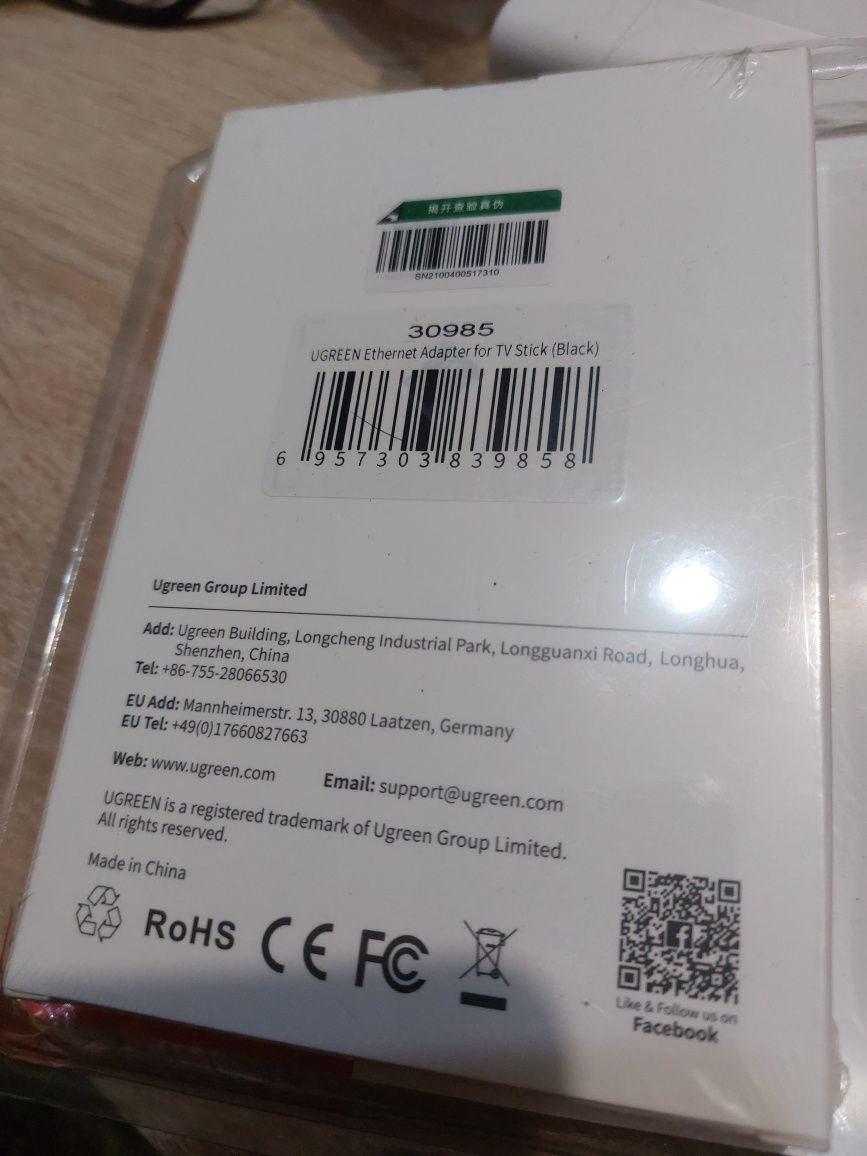 揭开查验真伪
SN2100400517310
30985
UGREEN Ethernet Adapter for TV Stick (Black)
6 957303 839858
Ugreen Group Limited
Add: Ugreen Building, Longcheng Industrial Park, Longguanxi Road, Longhua,
Shenzhen, China
Tel: +86-755-28066530
EU Add: Mannheimerstr. 13, 30880 Laatzen, Germany
EU Tel: +49(0)17660827663
Web: www.ugreen.com Email: support@ugreen.com
UGREEN is a registered trademark of Ugreen Group Limited.
All rights reserved.
Made in China
RoHS CE FC
Like & Follow us on
Facebook